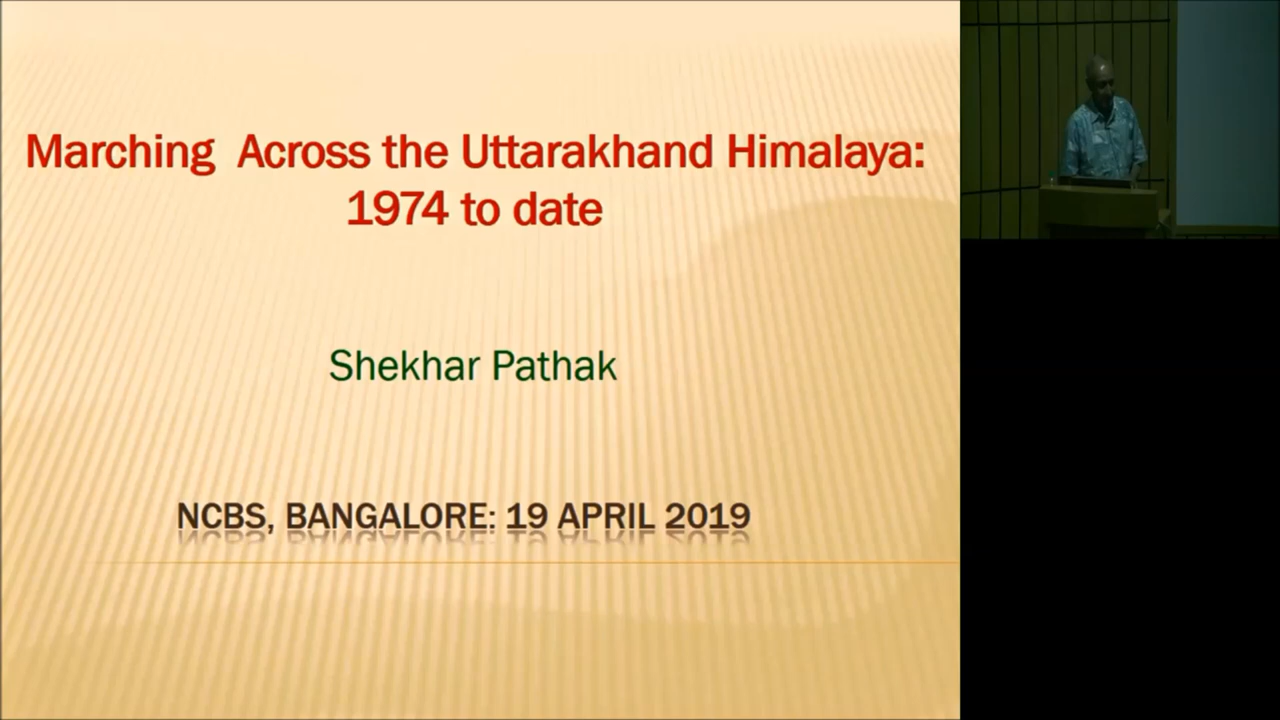 Marching Across the Uttarakhand Himalaya:
1974 to date
Shekhar Pathak
NCBS, BANGALORE: 19 APRIL 2019